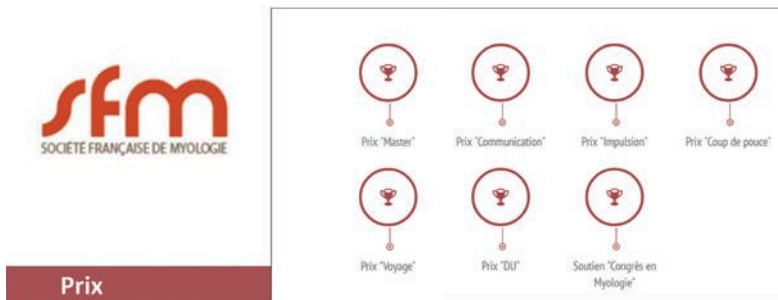 sfm
SOCIÉTÉ FRANÇAISE DE MYOLOGIE
Prix
Prix "Master"
Prix "Communication"
Prix "Impulsion"
Prix "Coup de pouce"
Prix "Voyage"
Prix "DU"
Soutien "Congrès en
Myologie"